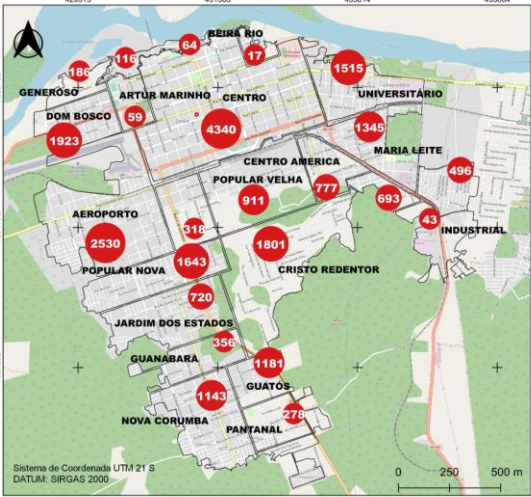 64
BEIRA RIO
17
116
186
1515
GENEROSO
ARTUR MARINHO
CENTRO
UNIVERSITÁRIO
DOM BOSCO
59
1923
4340
1345
MARIA LEITE
CENTRO AMERICA
POPULAR VELHA
777
496
911
693
AEROPORTO
318
43
INDUSTRIAL
2530
1801
1643
POPULAR NOVA
CRISTO REDENTOR
720
JARDIM DOS ESTADOS
356
GUANABARA
1181
GUATÓS
1143
NOVA CORUMBA
278
PANTANAL
Sistema de Coordenada UTM 21 S
DATUM: SIRGAS 2000
0 250 500 m